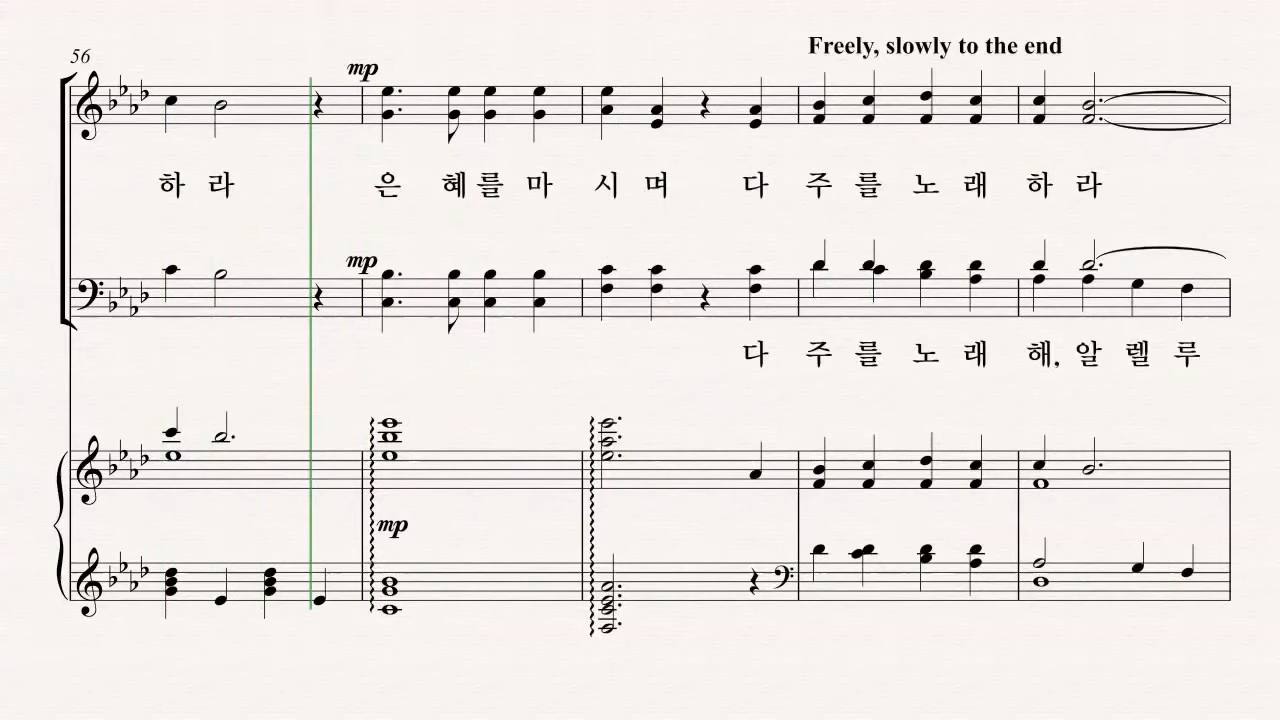 Freely, slowly to the end
56
mp
하 라 은 혜 를 마 시 며 다 주 를 노 래 하 라
mp
다 주 를 노 래 해, 알 렐 루
mp